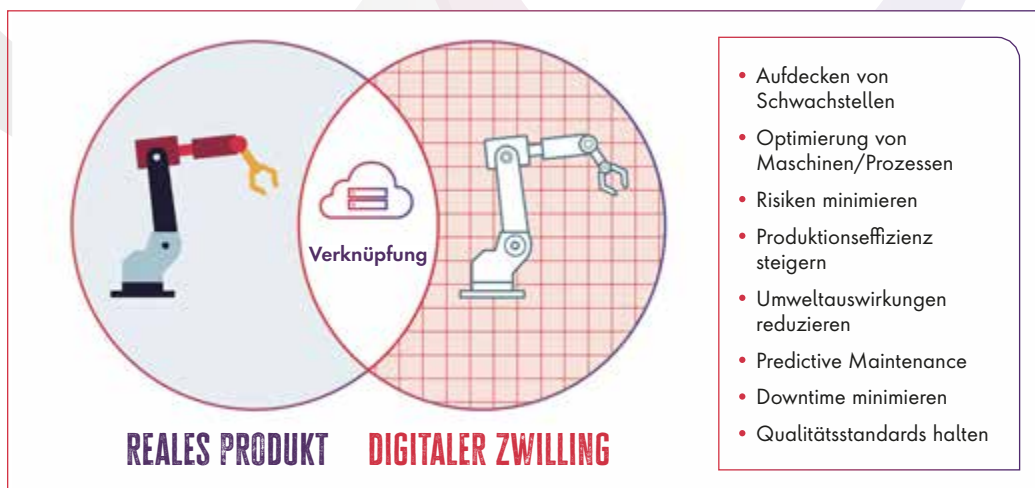 Verknüpfung
REALES PRODUKT
DIGITALER ZWILLING
• Aufdecken von
Schwachstellen
• Optimierung von
Maschinen/Prozessen
• Risiken minimieren
• Produktionseffizienz
steigern
• Umweltauswirkungen
reduzieren
• Predictive Maintenance
• Downtime minimieren
• Qualitätsstandards halten